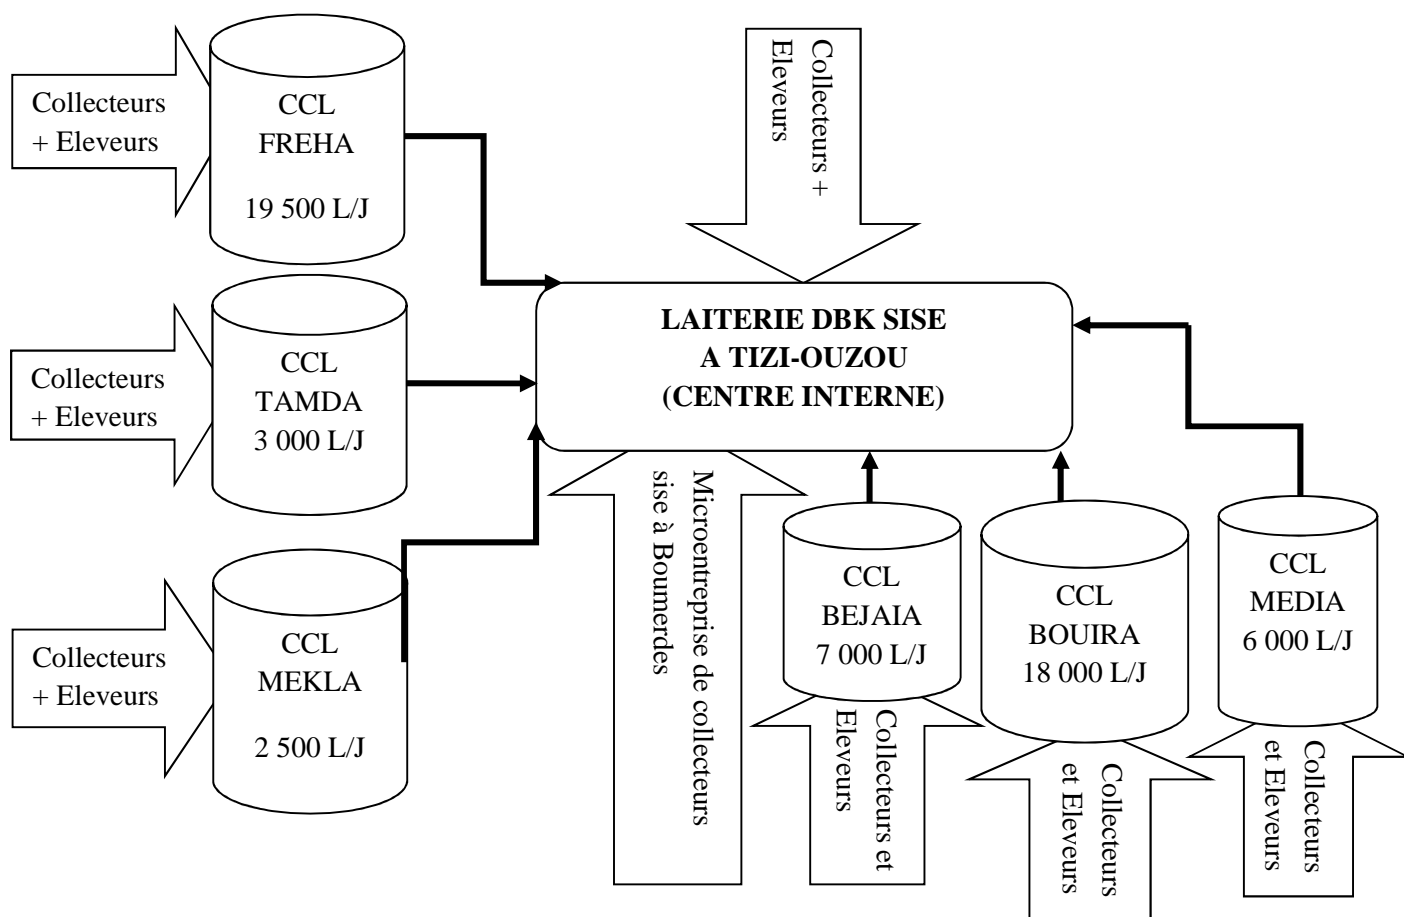 Collecteurs
+ Eleveurs
CCL
FREHA
19 500 L/J
Collecteurs +
Eleveurs
LAITERIE DBK SISE
A TIZI-OUZOU
(CENTRE INTERNE)
Collecteurs
+ Eleveurs
CCL
TAMDA
3 000 L/J
Collecteurs
+ Eleveurs
CCL
MEKLA
2 500 L/J
Microentreprise de collecteurs
sise à Boumerdes
CCL
BEJAIA
7 000 L/J
Collecteurs et
Eleveurs
CCL
BOUIRA
18 000 L/J
Collecteurs
et Eleveurs
CCL
MEDIA
6 000 L/J
Collecteurs
et Eleveurs